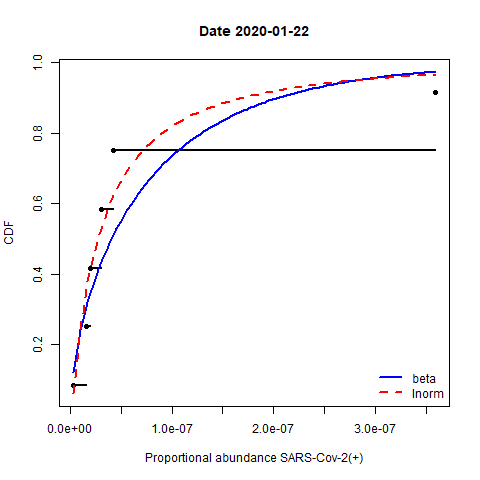 Date 2020-01-22
CDF
1.0
0.8
0.6
0.4
0.2
beta
lnorm
0.0e+00 1.0e-07 2.0e-07 3.0e-07
Proportional abundance SARS-Cov-2(+)